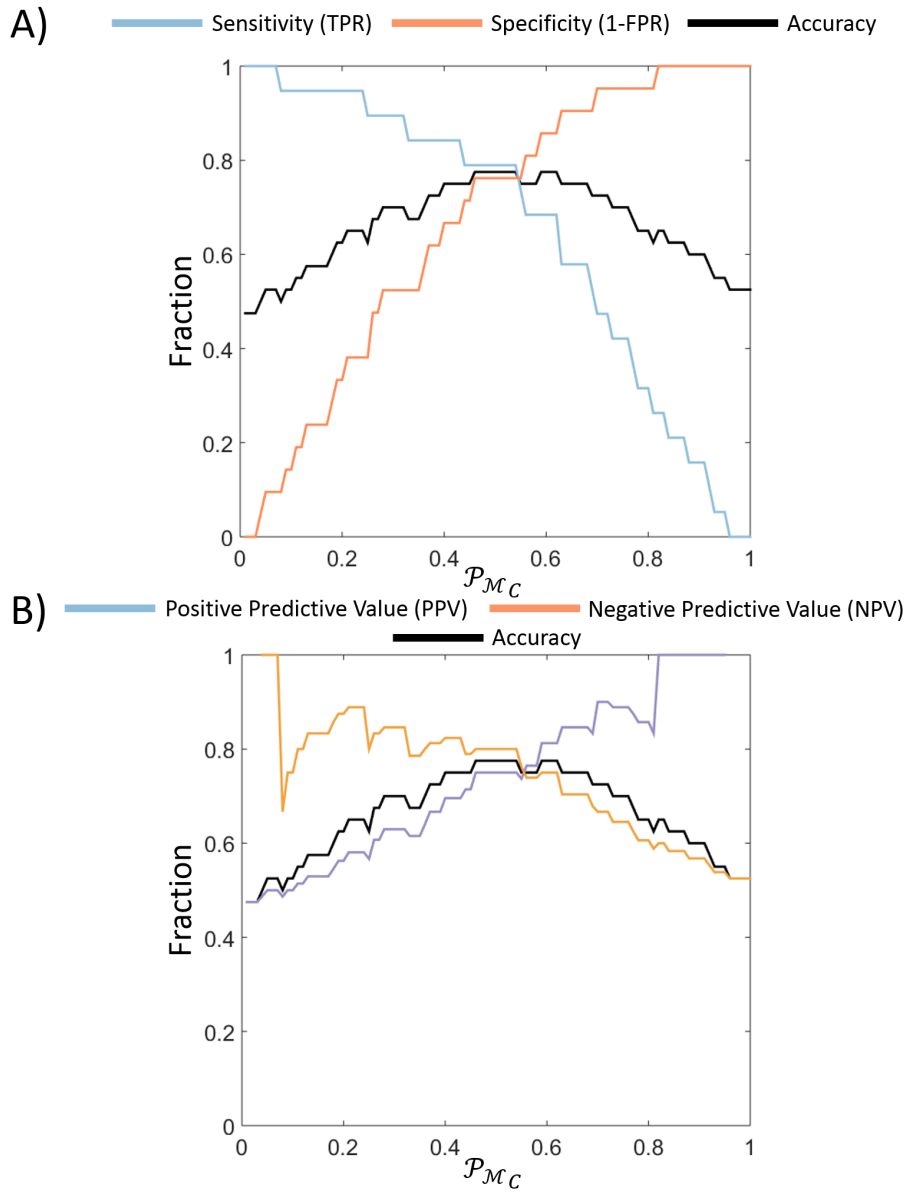 A)
Sensitivity (TPR) Specificity (1-FPR) Accuracy
1
0.8
0.6
0.4
0.2
0
Fraction
0 0.2 0.4 0.6 0.8 1
𝒫ℳ𝒞
B)
Positive Predictive Value (PPV) Negative Predictive Value (NPV)
Accuracy
1
0.8
0.6
0.4
0.2
0
Fraction
0 0.2 0.4 0.6 0.8 1
𝒫ℳ𝒞